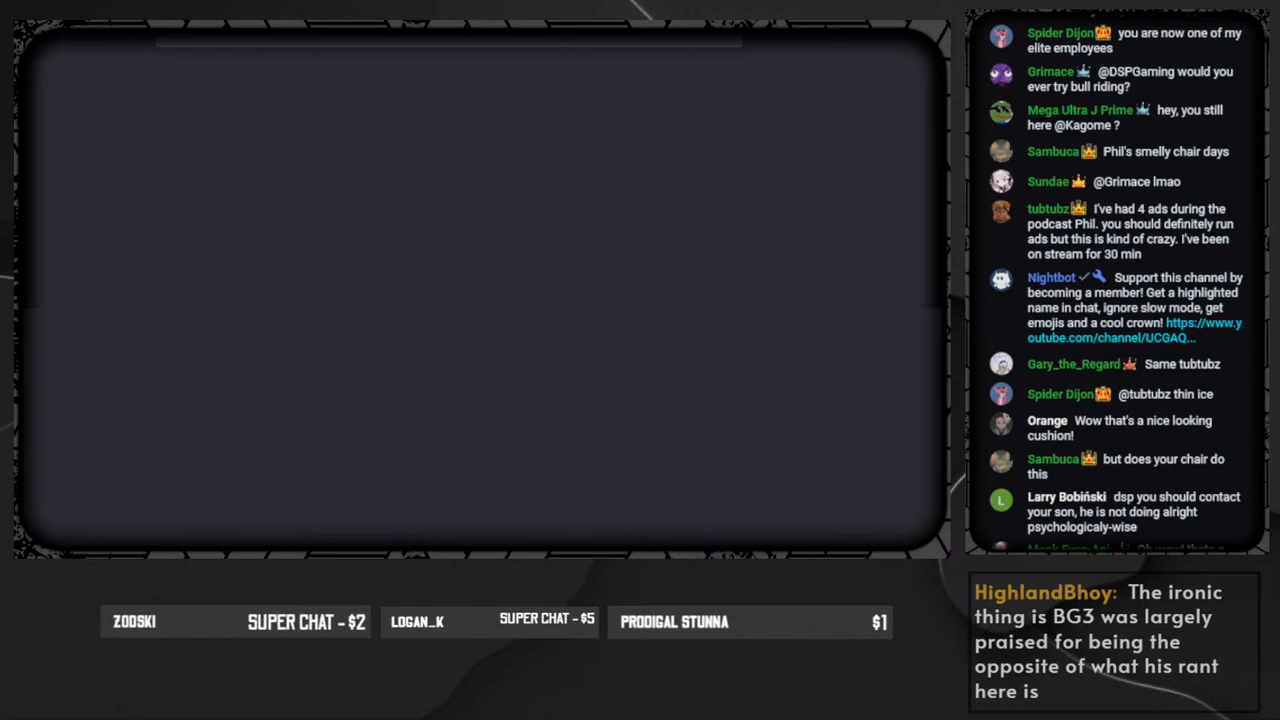 Spider Dijon you are now one of my
elite employees
Grimace @DSPGaming would you
ever try bull riding?
Mega Ultra J Prime hey, you still
here @Kagome ?
Sambuca Phil's smelly chair days
Sundae @Grimace lmao
tubtubz I've had 4 ads during the
podcast Phil. you should definitely run
ads but this is kind of crazy. I've been
on stream for 30 min
Nightbot Support this channel by
becoming a member! Get a highlighted
name in chat, ignore slow mode, get
emojis and a cool crown! https://www.y
outube.com/channel/UCGAQ...
Gary_the_Regard Same tubtubz
Spider Dijon @tubtubz thin ice
Orange Wow that's a nice looking
cushion!
Sambuca but does your chair do
this
L
Larry Bobiński dsp you should contact
your son, he is not doing alright
psychologicaly-wise
HighlandBhoy: The ironic
thing is BG3 was largely
praised for being the
opposite of what his rant
here is
ZODSKI SUPER CHAT - $2
LOGAN_K SUPER CHAT - $5
PRODIGAL STUNNA $1